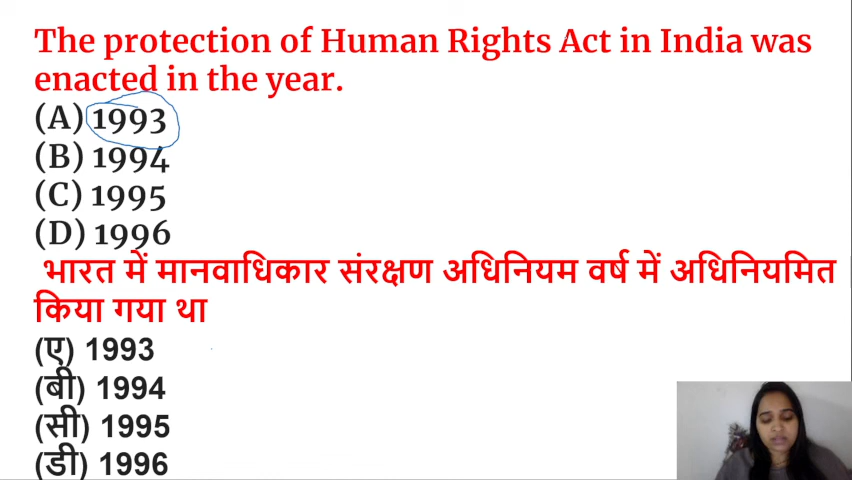 The protection of Human Rights Act in India was
enacted in the year.
(A) 1993
(B) 1994
(C) 1995
(D) 1996
भारत में मानवाधिकार संरक्षण अधिनियम वर्ष में अधिनियमित
किया गया था
(ए) 1993
(बी) 1994
(सी) 1995
(डी) 1996